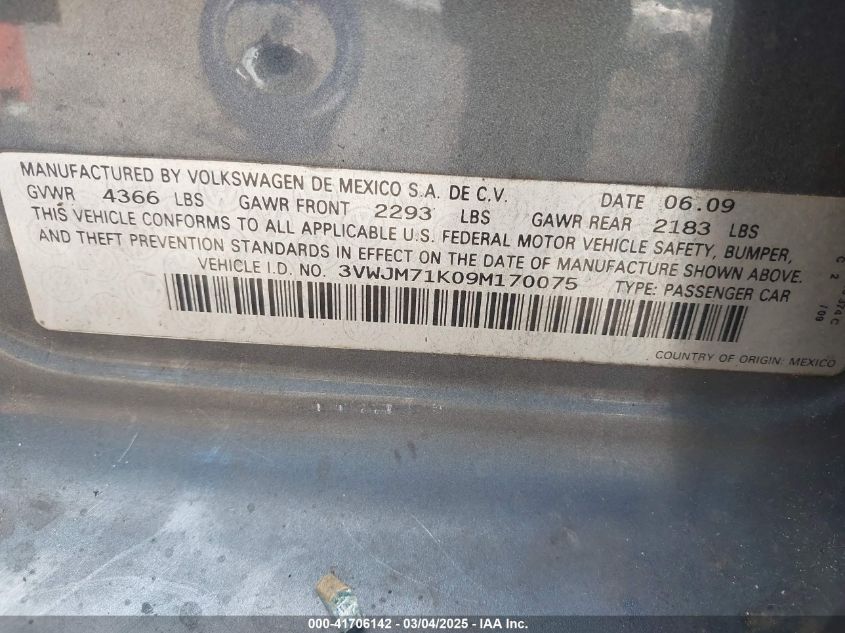 MANUFACTURED BY VOLKSWAGEN DE MEXICO S.A. DE C.V. DATE 06.09
GVWR 4366 LBS GAWR FRONT 2293 LBS GAWR REAR 2183 LBS
THIS VEHICLE CONFORMS TO ALL APPLICABLE U.S. FEDERAL MOTOR VEHICLE SAFETY, BUMPER,
AND THEFT PREVENTION STANDARDS IN EFFECT ON THE DATE OF MANUFACTURE SHOWN ABOVE.
VEHICLE I.D. NO. 3VWJM71K09M170075 TYPE: PASSENGER CAR
COUNTRY OF ORIGIN: MEXICO
C 2
/09
000-41706142 - 03/04/2025 - IAA Inc.